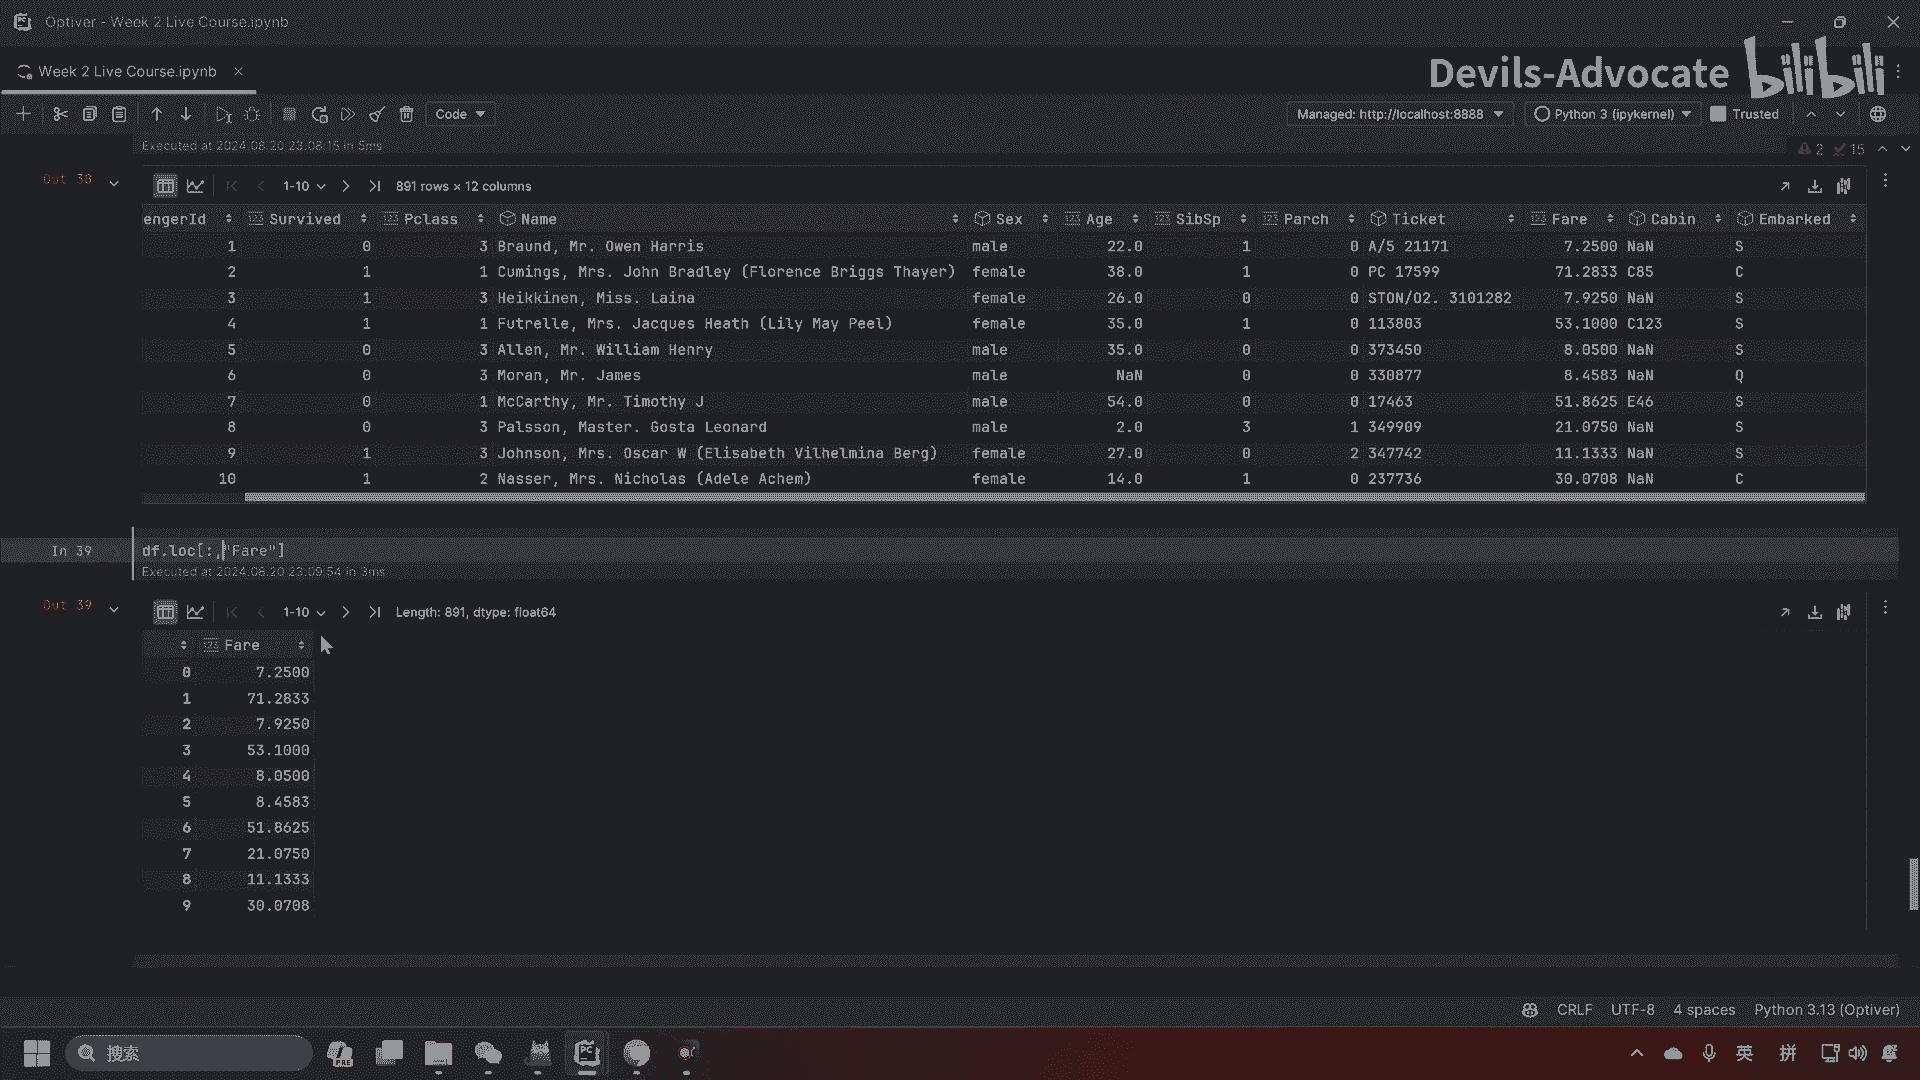 Optiver - Week 2 Live Course.ipynb
Week 2 Live Course.ipynb
Devils-Advocate bilibili
Code
Managed: http://localhost:8888
Python 3 (ipykernel)
Trusted
Executed at 2024.08.20 23:08:15 in 5ms
2 15
Out 38
1-10
891 rows × 12 columns
engerId Survived Pclass Name Sex Age SibSp Parch Ticket Fare Cabin Embarked
1 0 3 Braund, Mr. Owen Harris male 22.0 1 0 A/5 21171 7.2500 NaN S
2 1 1 Cumings, Mrs. John Bradley (Florence Briggs Thayer) female 38.0 1 0 PC 17599 71.2833 C85 C
3 1 3 Heikkinen, Miss. Laina female 26.0 0 0 STON/O2. 3101282 7.9250 NaN S
4 1 1 Futrelle, Mrs. Jacques Heath (Lily May Peel) female 35.0 1 0 113803 53.1000 C123 S
5 0 3 Allen, Mr. William Henry male 35.0 0 0 373450 8.0500 NaN S
6 0 3 Moran, Mr. James male NaN 0 0 330877 8.4583 NaN Q
7 0 1 McCarthy, Mr. Timothy J male 54.0 0 0 17463 51.8625 E46 S
8 0 3 Palsson, Master. Gosta Leonard male 2.0 3 1 349909 21.0750 NaN S
9 1 3 Johnson, Mrs. Oscar W (Elisabeth Vilhelmina Berg) female 27.0 0 2 347742 11.1333 NaN S
10 1 2 Nasser, Mrs. Nicholas (Adele Achem) female 14.0 1 0 237736 30.0708 NaN C
In 39
df.loc[:,"Fare"]
Executed at 2024.08.20 23:09:54 in 3ms
Out 39
1-10
Length: 891, dtype: float64
Fare
0 7.2500
1 71.2833
2 7.9250
3 53.1000
4 8.0500
5 8.4583
6 51.8625
7 21.0750
8 11.1333
9 30.0708
CRLF UTF-8 4 spaces Python 3.13 (Optiver)
搜索
PRE
PC
英 拼